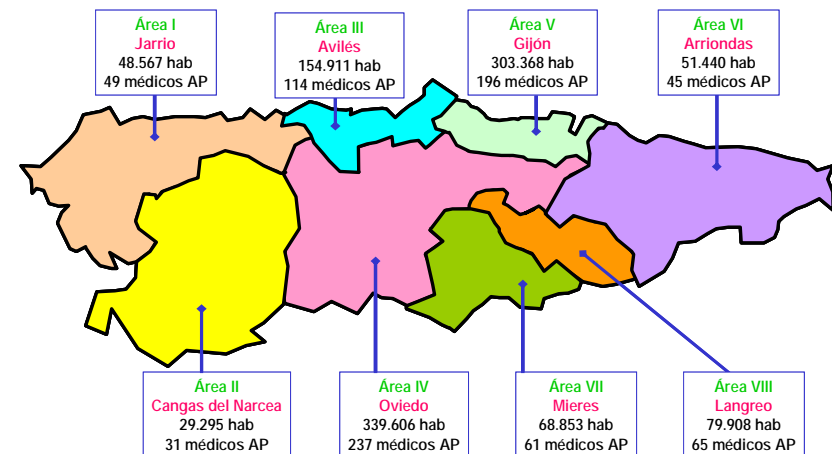 Área I
Jarrio
48.567 hab
49 médicos AP
Área III
Avilés
154.911 hab
114 médicos AP
Área V
Gijón
303.368 hab
196 médicos AP
Área VI
Arriondas
51.440 hab
45 médicos AP
Área II
Cangas del Narcea
29.295 hab
31 médicos AP
Área IV
Oviedo
339.606 hab
237 médicos AP
Área VII
Mieres
68.853 hab
61 médicos AP
Área VIII
Langreo
79.908 hab
65 médicos AP